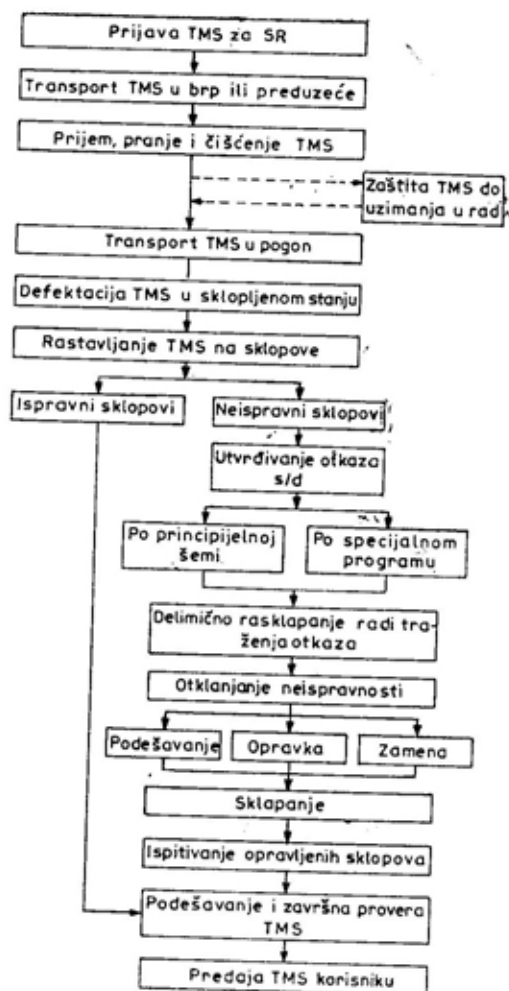 Prijava TMS za SR
Transport TMS u brp ili preduzeće
Prijem, pranje i čišćenje TMS
Zaštita TMS do
uzimanja u rad
Transport TMS u pogon
Defektacija TMS u sklopljenom stanju
Rastavljanje TMS na sklopove
Ispravni sklopovi
Neispravni sklopovi
Utvrđivanje otkaza
s/d
Po principijelnoj
šemi
Po specijalnom
programu
Delimično rasklapanje radi tra-
ženja otkaza
Otklanjanje neispravnosti
Podešavanje
Opravka
Zamena
Sklapanje
Ispitivanje opravljenih sklopova
Podešavanje i završna provera
TMS
Predaja TMS korisniku